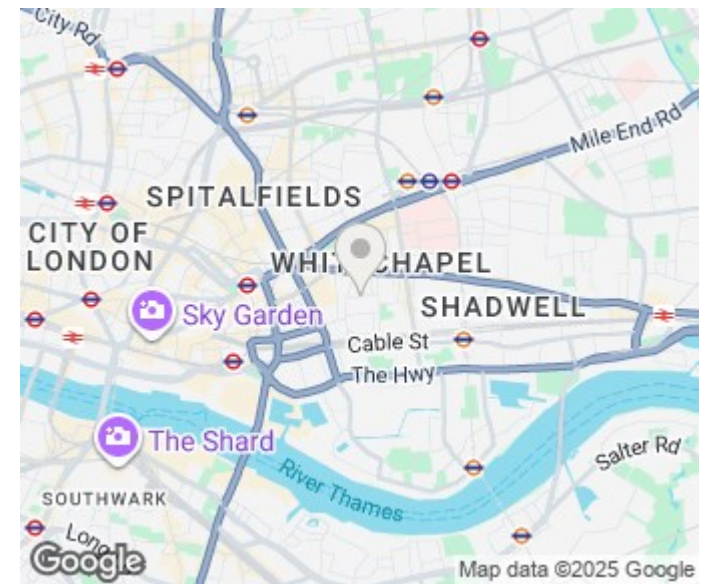 City Rd
Mile End Rd
SPITALFIELDS
CITY OF
LONDON
WHITECHAPEL
Sky Garden
SHADWELL
Cable St
The Hwy
The Shard
Salter Rd
River Thames
SOUTHWARK
Long
Google
Map data ©2025 Google